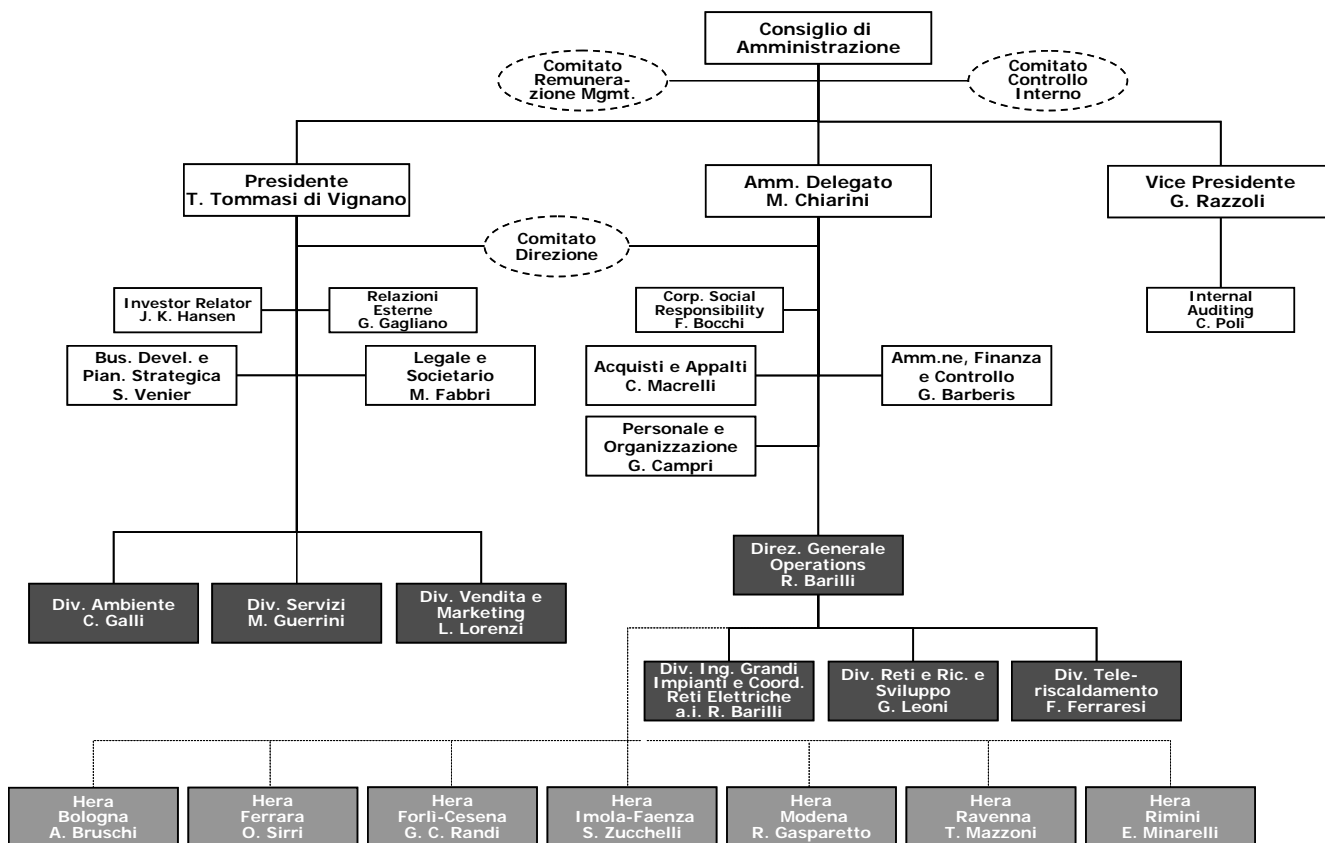 Consiglio di
Amministrazione
Comitato
Remunera-
zione Mgmt.
Comitato
Controllo
Interno
Presidente
T. Tommasi di Vignano
Amm. Delegato
M. Chiarini
Vice Presidente
G. Razzoli
Comitato
Direzione
Investor Relator
J. K. Hansen
Relazioni
Esterne
G. Gagliano
Corp. Social
Responsibility
F. Bocchi
Internal
Auditing
C. Poli
Bus. Devel. e
Pian. Strategica
S. Venier
Legale e
Societario
M. Fabbri
Acquisti e Appalti
C. Macrelli
Amm.ne, Finanza
e Controllo
G. Barberis
Personale e
Organizzazione
G. Campri
Direz. Generale
Operations
R. Barilli
Div. Ambiente
C. Galli
Div. Servizi
M. Guerrini
Div. Vendita e
Marketing
L. Lorenzi
Div. Ing. Grandi
Impianti e Coord.
Reti Elettriche
a.i. R. Barilli
Div. Reti e Ric. e
Sviluppo
G. Leoni
Div. Tele-
riscaldamento
F. Ferraresi
Hera
Bologna
A. Bruschi
Hera
Ferrara
O. Sirri
Hera
Forlì-Cesena
G. C. Randi
Hera
Imola-Faenza
S. Zucchelli
Hera
Modena
R. Gasparetto
Hera
Ravenna
T. Mazzoni
Hera
Rimini
E. Minarelli